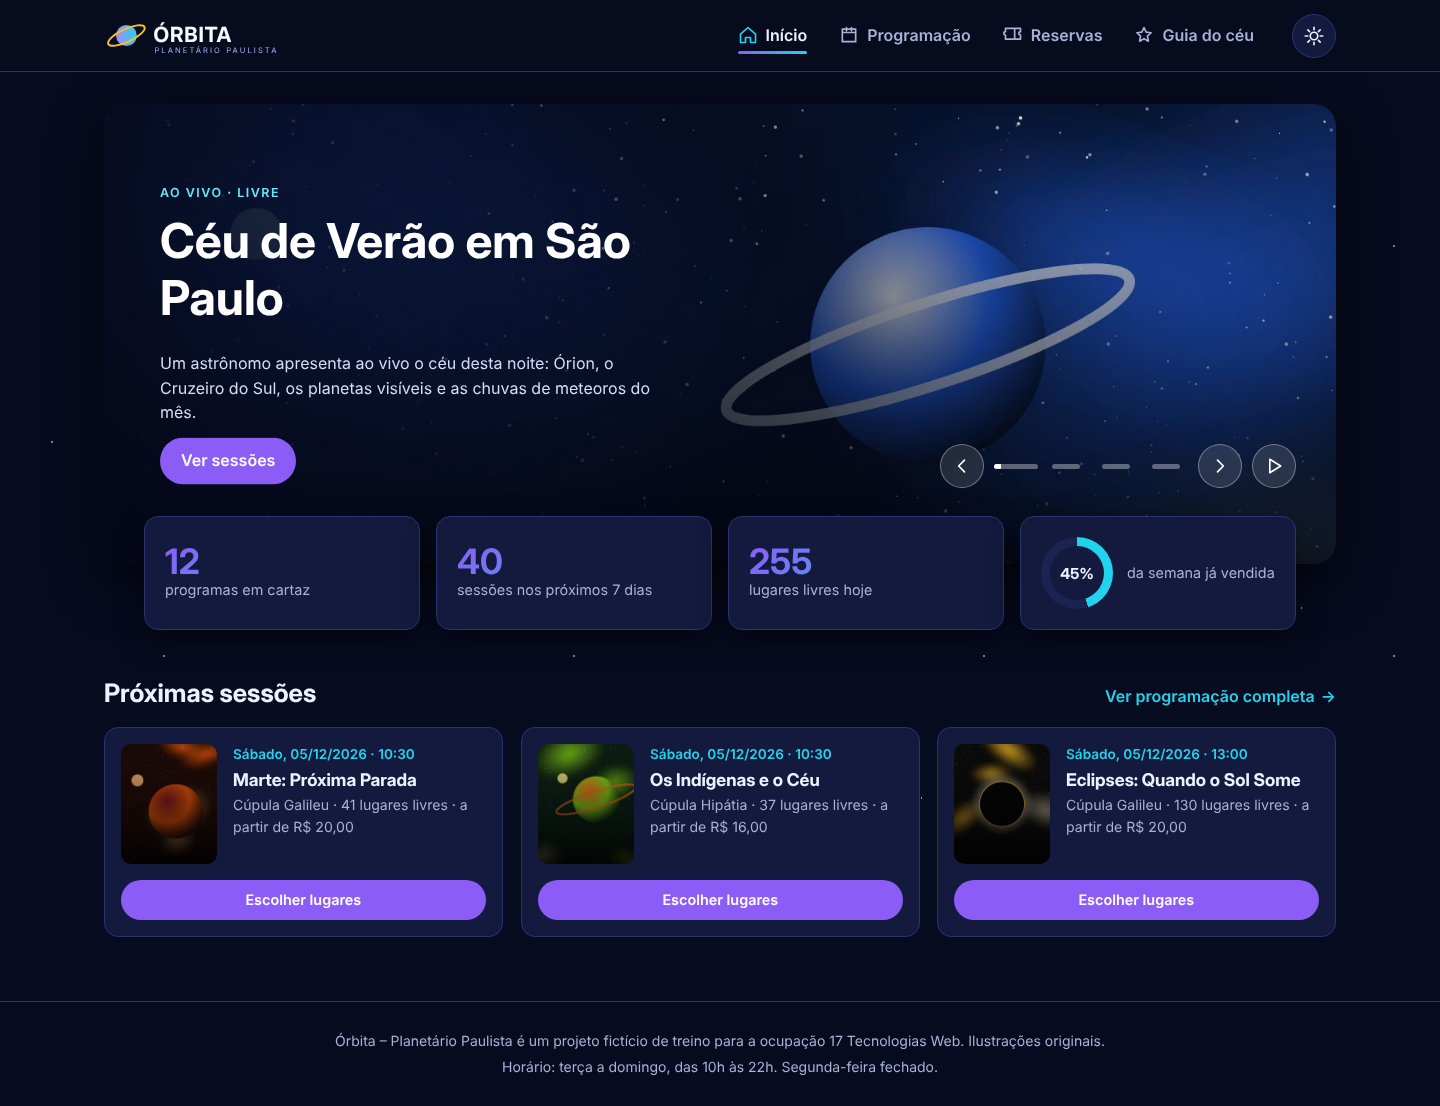 ÓRBITA
PLANETÁRIO PAULISTA
Início
Programação
Reservas
Guia do céu
AO VIVO · LIVRE
Céu de Verão em São
Paulo
Um astrônomo apresenta ao vivo o céu desta noite: Órion, o
Cruzeiro do Sul, os planetas visíveis e as chuvas de meteoros do
mês.
Ver sessões
12
programas em cartaz
40
sessões nos próximos 7 dias
255
lugares livres hoje
45%
da semana já vendida
Próximas sessões
Ver programação completa →
Sábado, 05/12/2026 · 10:30
Marte: Próxima Parada
Cúpula Galileu · 41 lugares livres · a
partir de R$ 20,00
Escolher lugares
Sábado, 05/12/2026 · 10:30
Os Indígenas e o Céu
Cúpula Hipátia · 37 lugares livres · a
partir de R$ 16,00
Escolher lugares
Sábado, 05/12/2026 · 13:00
Eclipses: Quando o Sol Some
Cúpula Galileu · 130 lugares livres · a
partir de R$ 20,00
Escolher lugares
Órbita – Planetário Paulista é um projeto fictício de treino para a ocupação 17 Tecnologias Web. Ilustrações originais.
Horário: terça a domingo, das 10h às 22h. Segunda-feira fechado.